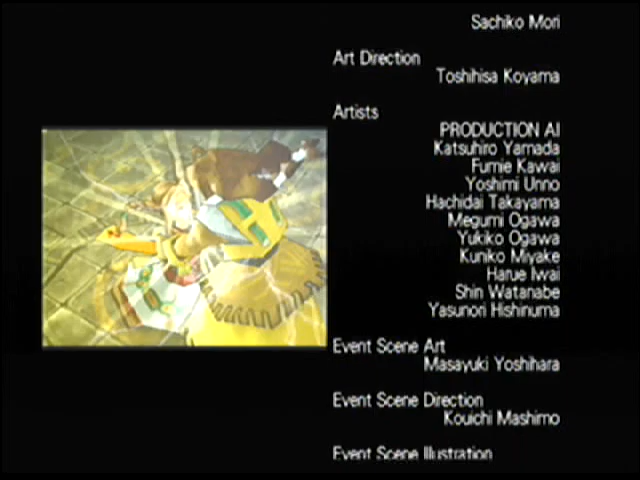 Sachiko Mori
Art Direction
Toshihisa Koyama
Artists
PRODUCTION AI
Katsuhiro Yamada
Fumie Kawai
Yoshimi Unno
Hachidai Takayama
Megumi Ogawa
Yukiko Ogawa
Kuniko Miyake
Harue Iwai
Shin Watanabe
Yasunori Hishinuma
Event Scene Art
Masayuki Yoshihara
Event Scene Direction
Kouichi Mashimo
Event Scene Illustration